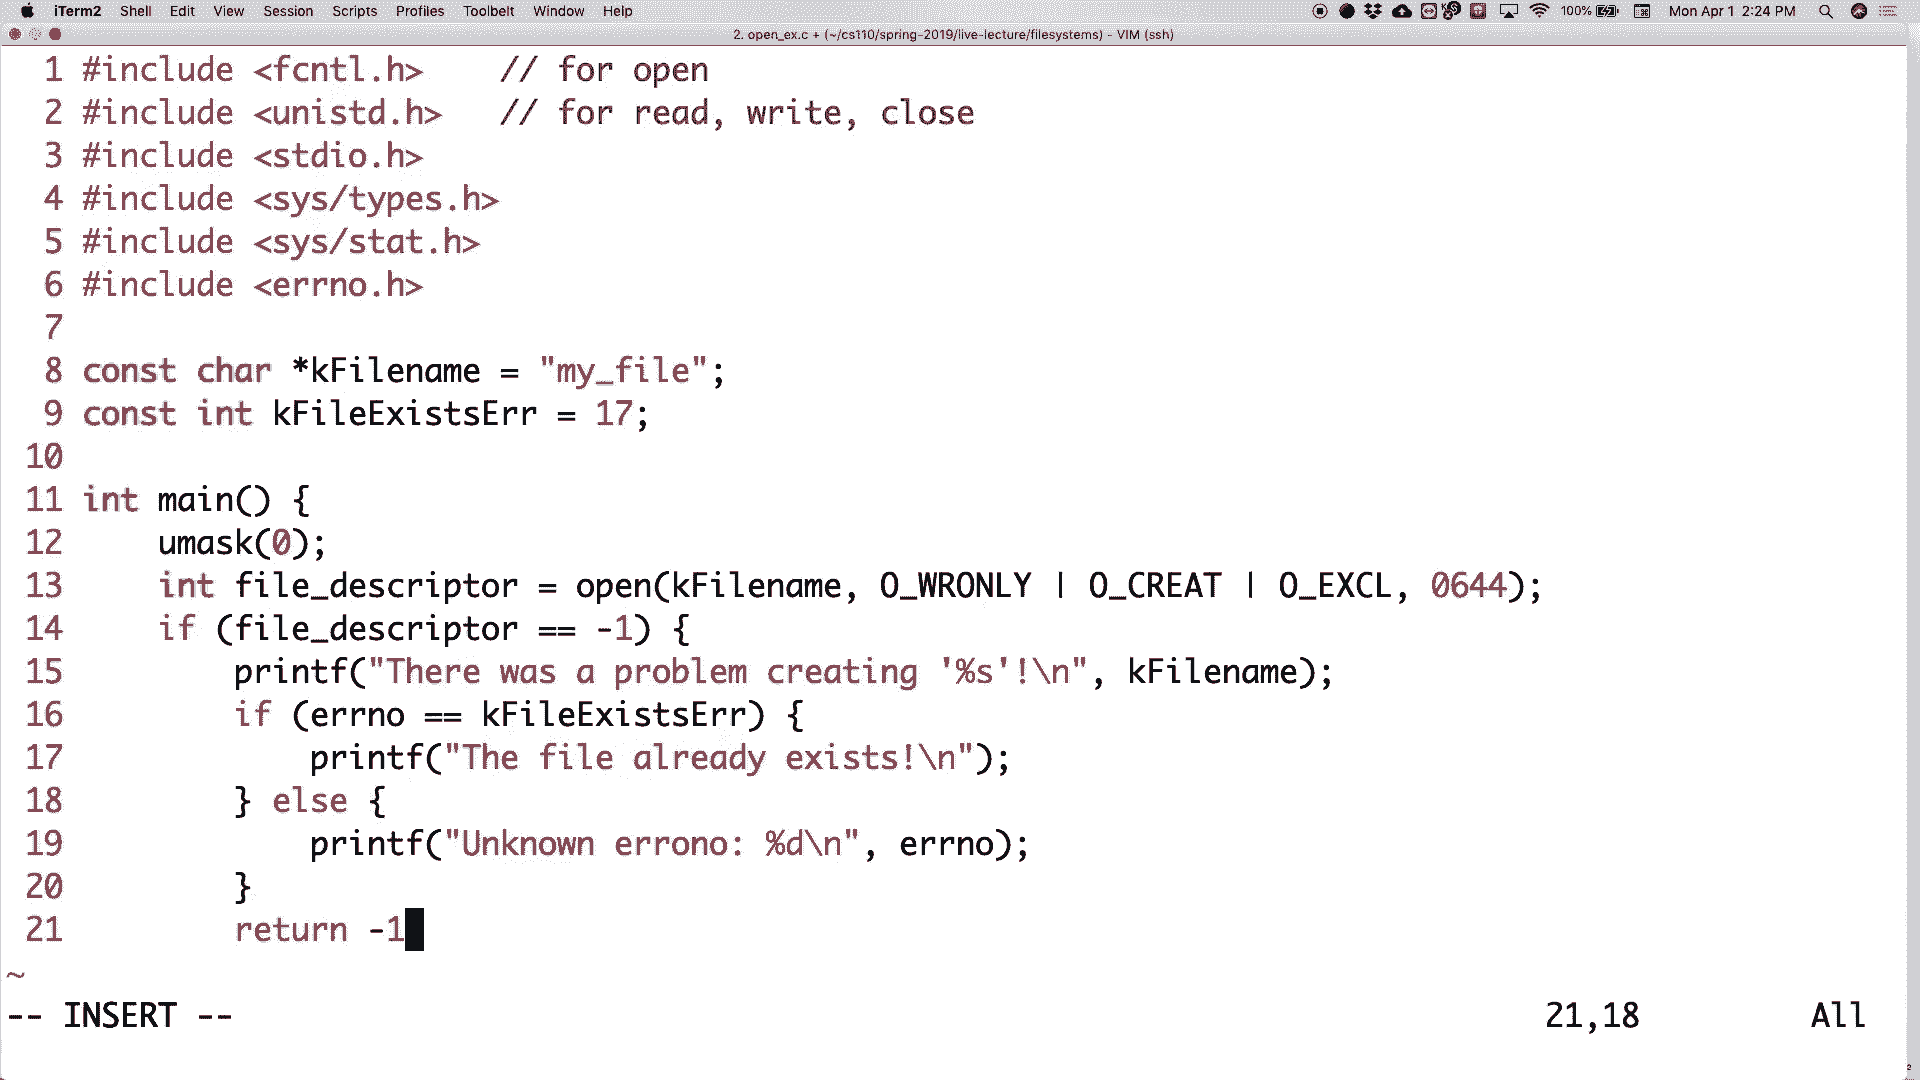 iTerm2 Shell Edit View Session Scripts Profiles Toolbelt Window Help 100% Mon Apr 1 2:24 PM
2. open_ex.c + (~/cs110/spring-2019/live-lecture/filesystems) - VIM (ssh)
1 #include <fcntl.h>    // for open
2 #include <unistd.h>   // for read, write, close
3 #include <stdio.h>
4 #include <sys/types.h>
5 #include <sys/stat.h>
6 #include <errno.h>
7
8 const char *kFilename = "my_file";
9 const int kFileExistsErr = 17;
10
11 int main() {
12     umask(0);
13     int file_descriptor = open(kFilename, O_WRONLY | O_CREAT | O_EXCL, 0644);
14     if (file_descriptor == -1) {
15         printf("There was a problem creating '%s'!\n", kFilename);
16         if (errno == kFileExistsErr) {
17             printf("The file already exists!\n");
18         } else {
19             printf("Unknown errono: %d\n", errno);
20         }
21         return -1
~
-- INSERT --    21,18    All
2